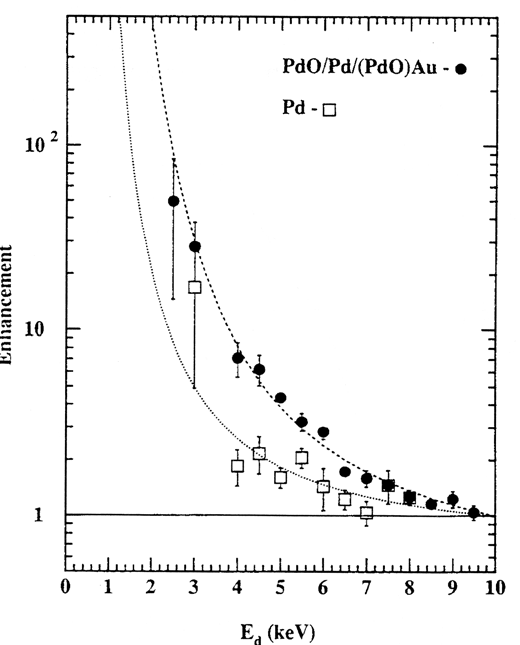 PdO/Pd/(PdO)Au - ●
Pd - □
10²
10
1
Enhancement
0 1 2 3 4 5 6 7 8 9 10
E_d (keV)